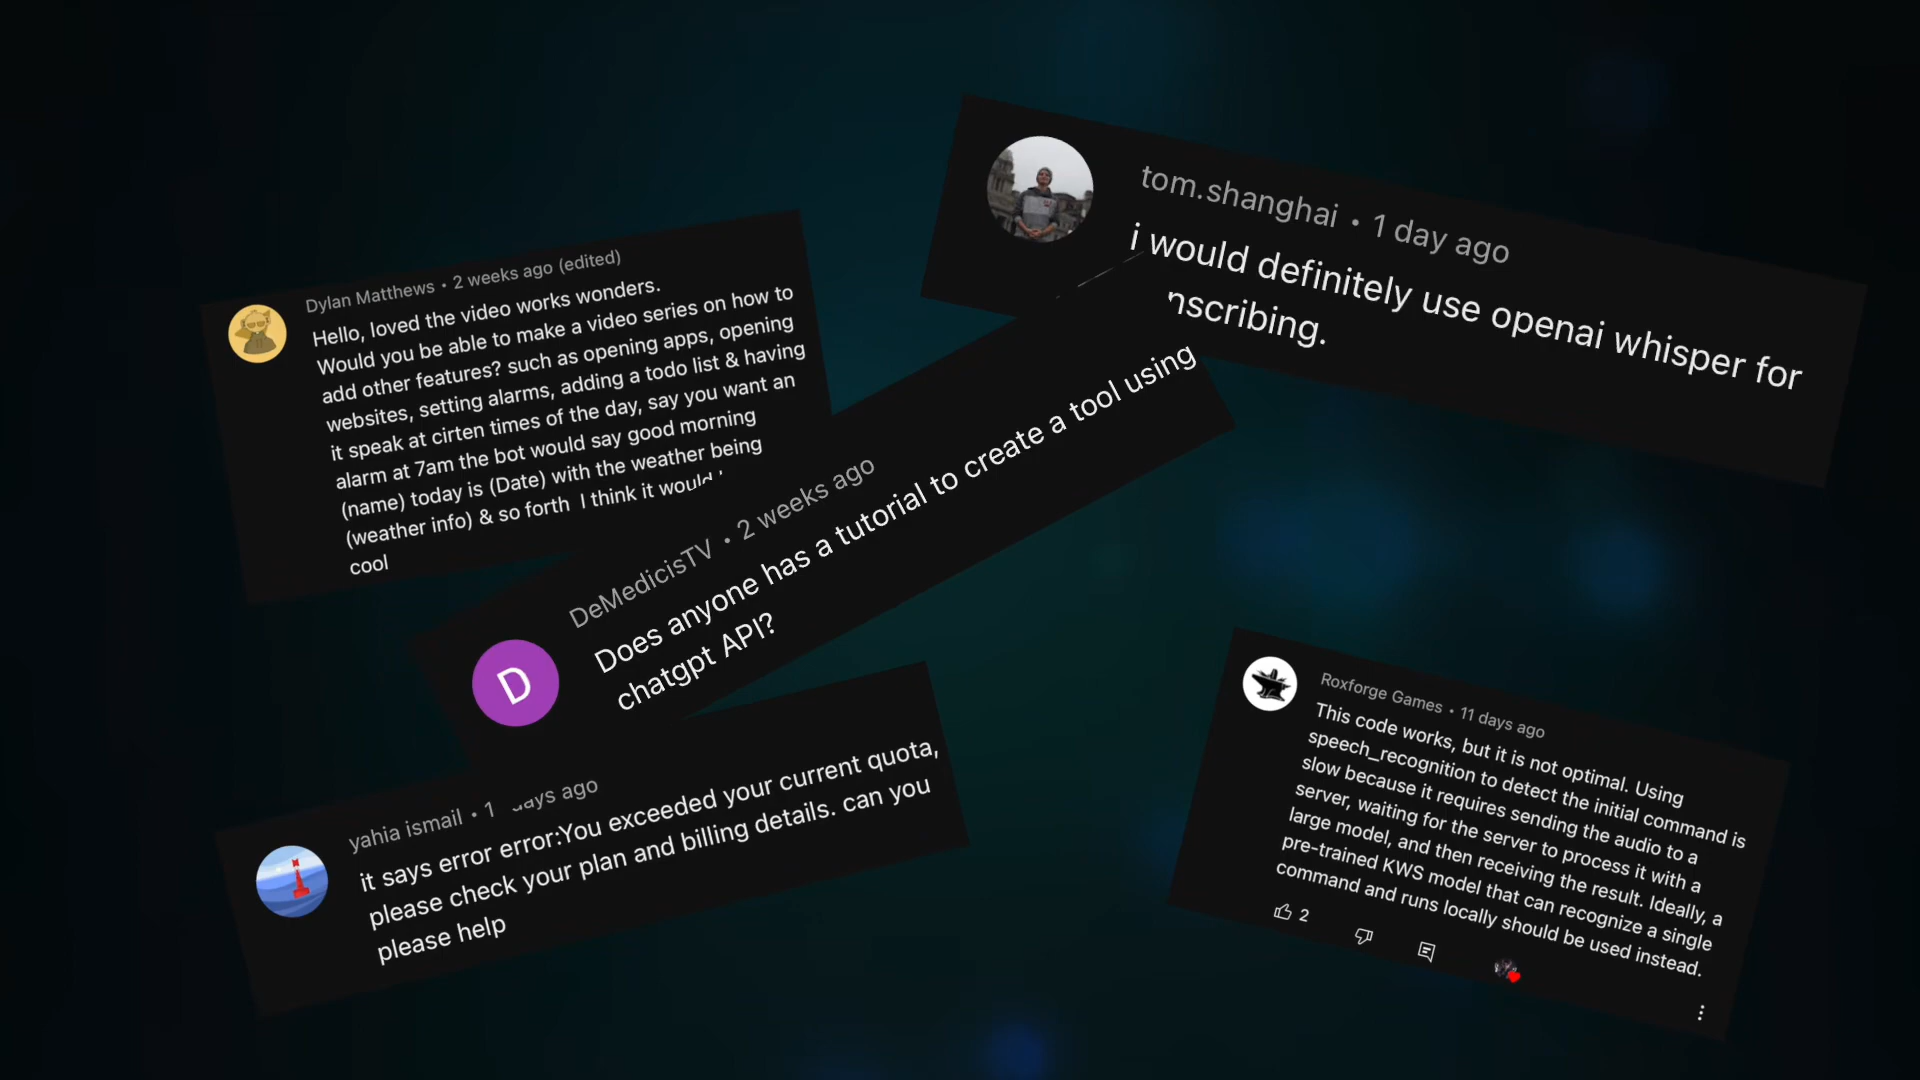 Dylan Matthews • 2 weeks ago (edited)
Hello, loved the video works wonders.
Would you be able to make a video series on how to
add other features? such as opening apps, opening
websites, setting alarms, adding a todo list & having
it speak at cirten times of the day, say you want an
alarm at 7am the bot would say good morning
(name) today is (Date) with the weather being
(weather info) & so forth I think it would
cool
tom.shanghai • 1 day ago
i would definitely use openai whisper for
nscribing.
DeMedicisTV • 2 weeks ago
Does anyone has a tutorial to create a tool using
chatgpt API?
D
yahia ismail • 1 days ago
it says error error:You exceeded your current quota,
please check your plan and billing details. can you
please help
Roxforge Games • 11 days ago
This code works, but it is not optimal. Using
speech_recognition to detect the initial command is
slow because it requires sending the audio to a
server, waiting for the server to process it with a
large model, and then receiving the result. Ideally, a
pre-trained KWS model that can recognize a single
command and runs locally should be used instead.
2